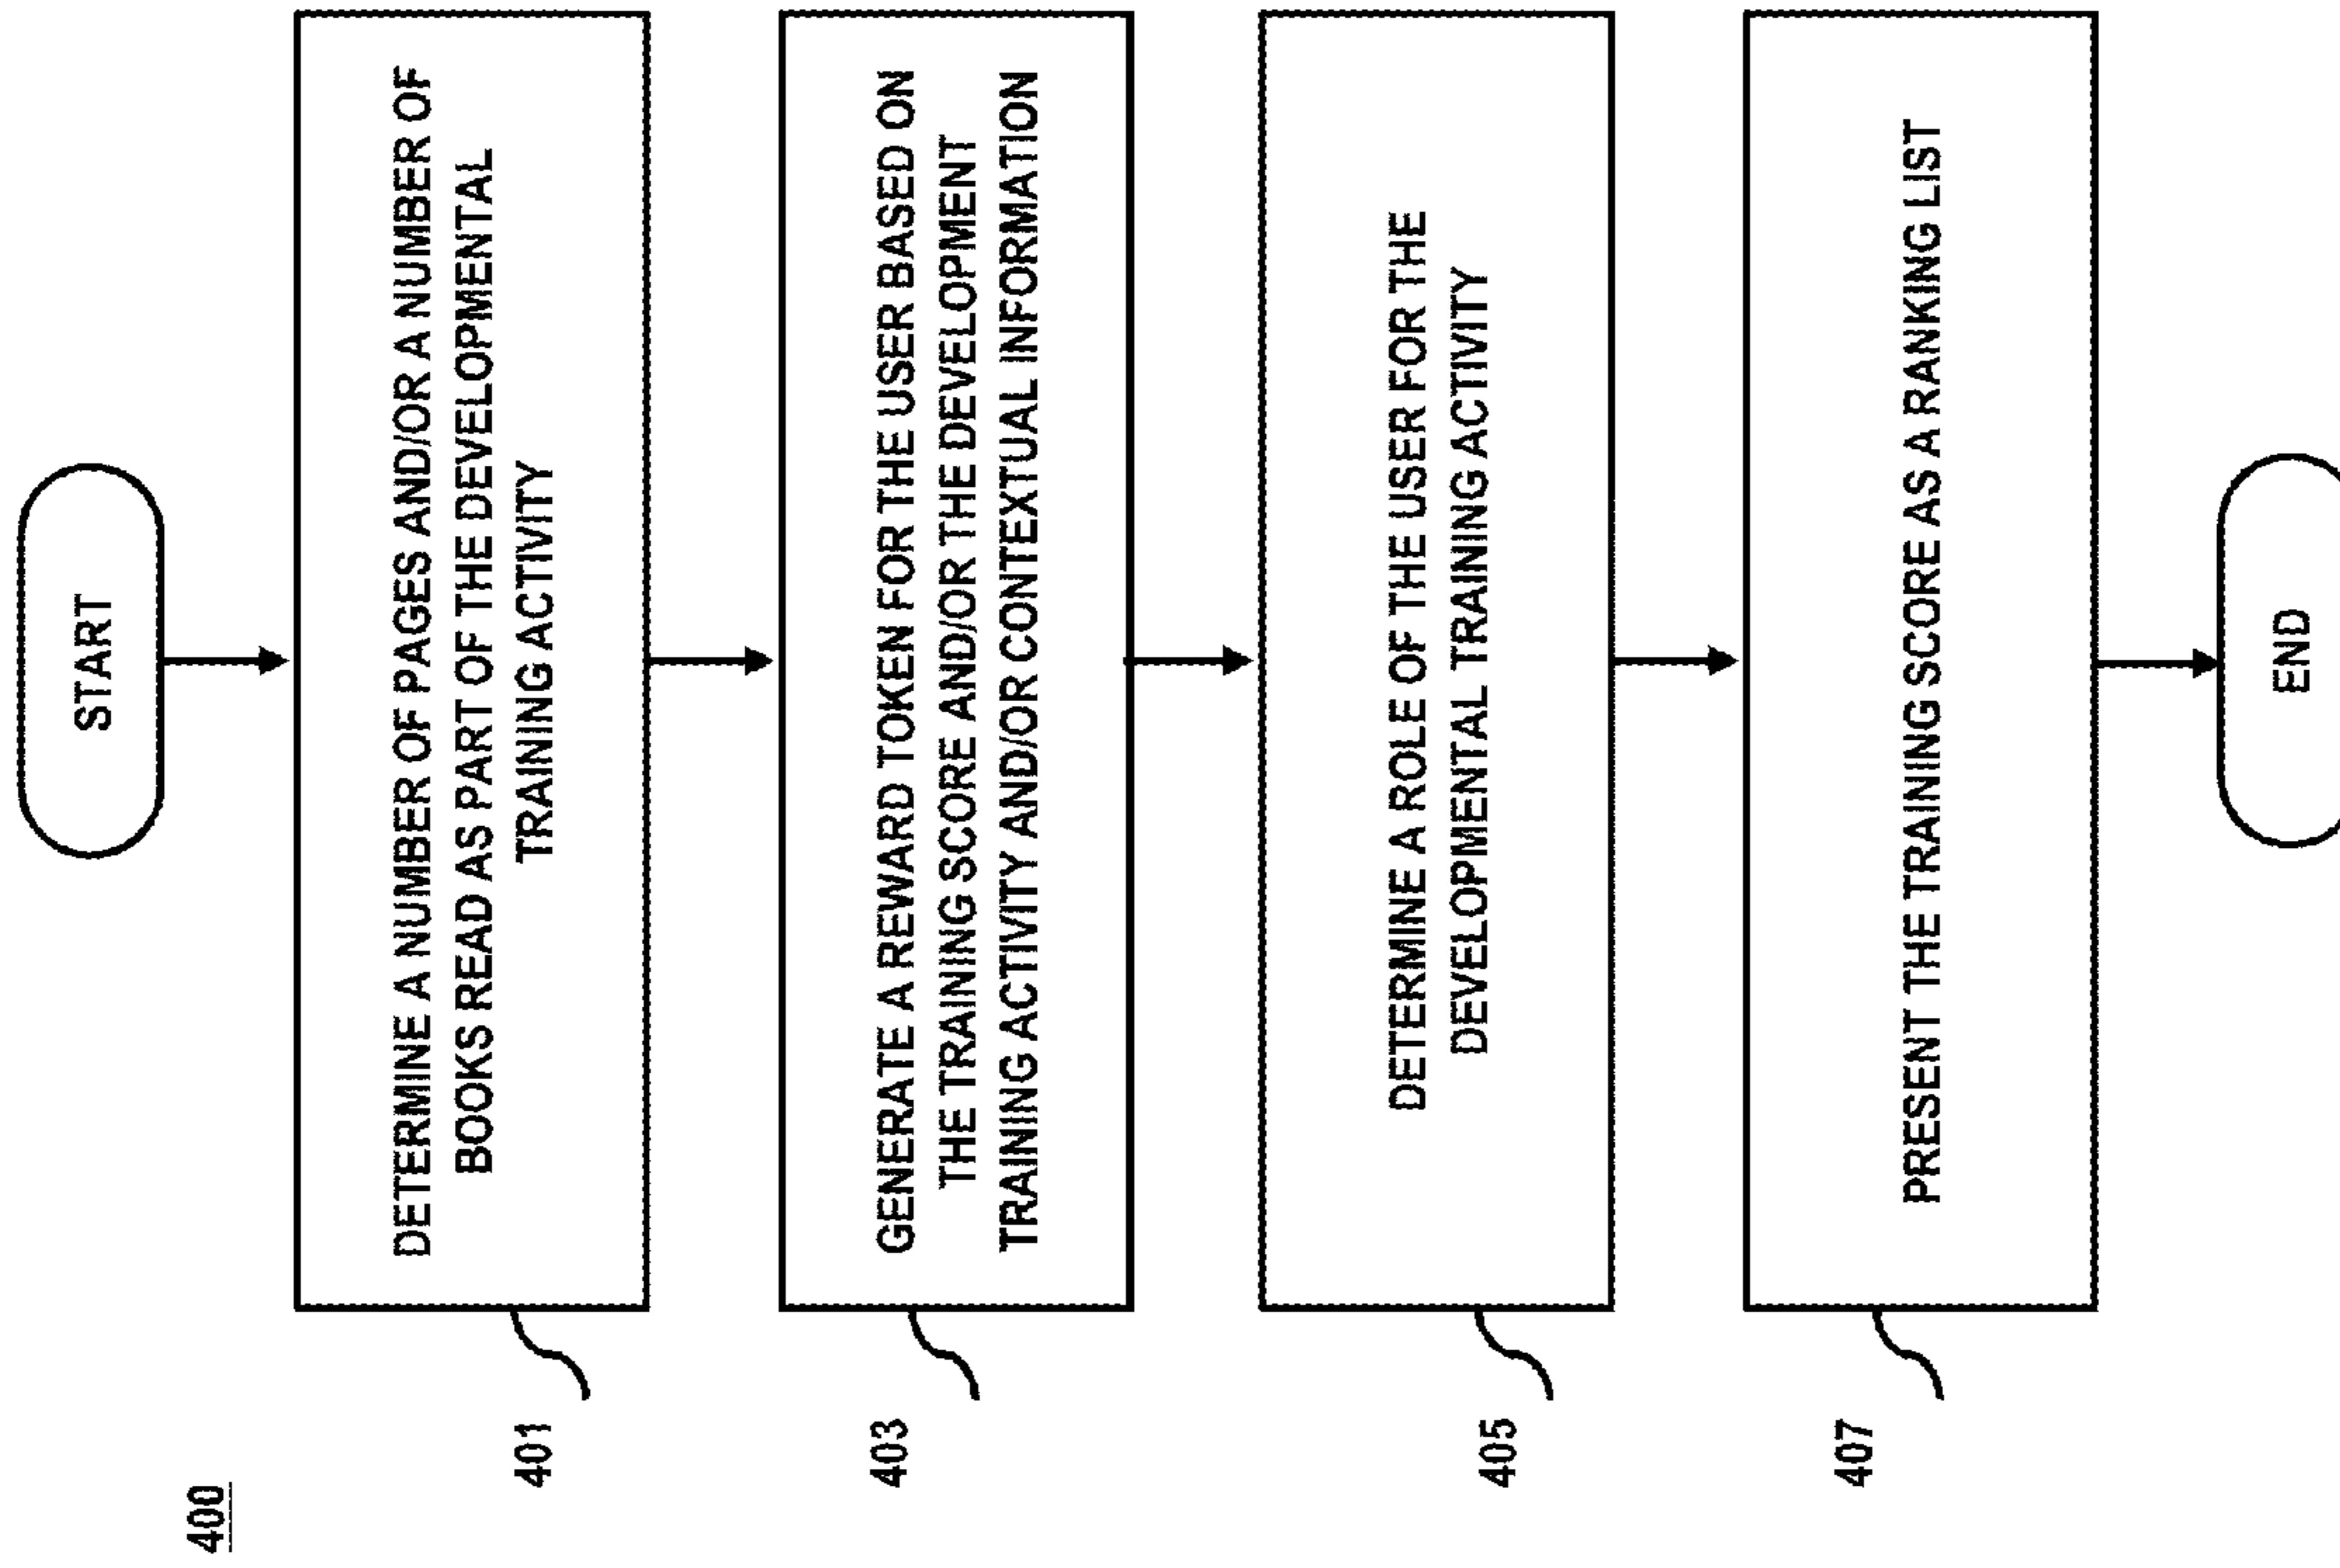 400
START
DETERMINE A NUMBER OF PAGES AND/OR A NUMBER OF
BOOKS READ AS PART OF THE DEVELOPMENTAL
TRAINING ACTIVITY
401
GENERATE A REWARD TOKEN FOR THE USER BASED ON
THE TRAINING SCORE AND/OR THE DEVELOPMENT
TRAINING ACTIVITY AND/OR CONTEXTUAL INFORMATION
403
DETERMINE A ROLE OF THE USER FOR THE
DEVELOPMENTAL TRAINING ACTIVITY
405
PRESENT THE TRAINING SCORE AS A RANKING LIST
407
END